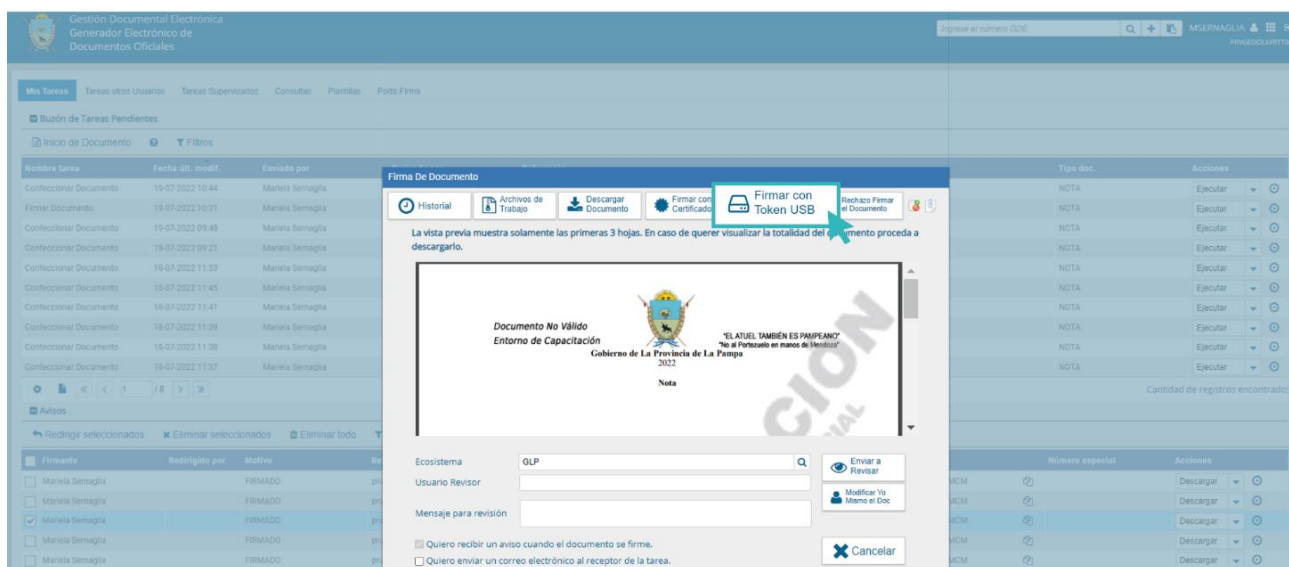 Gestión Documental Electrónica
Generador Electrónico de
Documentos Oficiales
Ingrese el número GDE
MSERNAGLIA
Mis Tareas Tareas otros Usuarios Tareas Supervisados Consultas Plantillas Porta Firma
Buzón de Tareas Pendientes
Inicio de Documento Filtros
Nombre tarea Fecha últ. modif. Enviado por Tipo doc. Acciones
Confeccionar Documento 19-07-2022 10:44 Mariela Sernaglia NOTA Ejecutar
Firmar Documento 19-07-2022 10:31 Mariela Sernaglia NOTA Ejecutar
Confeccionar Documento 19-07-2022 09:48 Mariela Sernaglia NOTA Ejecutar
Confeccionar Documento 19-07-2022 09:21 Mariela Sernaglia NOTA Ejecutar
Confeccionar Documento 18-07-2022 11:53 Mariela Sernaglia NOTA Ejecutar
Confeccionar Documento 18-07-2022 11:45 Mariela Sernaglia NOTA Ejecutar
Confeccionar Documento 18-07-2022 11:41 Mariela Sernaglia NOTA Ejecutar
Confeccionar Documento 18-07-2022 11:39 Mariela Sernaglia NOTA Ejecutar
Confeccionar Documento 18-07-2022 11:38 Mariela Sernaglia NOTA Ejecutar
Confeccionar Documento 18-07-2022 11:37 Mariela Sernaglia NOTA Ejecutar
1 / 8
Cantidad de registros encontrados
Avisos
Redirigir seleccionados Eliminar seleccionados Eliminar todo
Firmante Redirigido por Motivo Número especial Acciones
Mariela Sernaglia FIRMADO MCM Descargar
Mariela Sernaglia FIRMADO MCM Descargar
Mariela Sernaglia FIRMADO MCM Descargar
Mariela Sernaglia FIRMADO MCM Descargar
Mariela Sernaglia FIRMADO MCM Descargar
Firma De Documento
Historial
Archivos de
Trabajo
Descargar
Documento
Firmar con
Certificado
Firmar con
Token USB
Rechazo Firmar
el Documento
La vista previa muestra solamente las primeras 3 hojas. En caso de querer visualizar la totalidad del documento proceda a
descargarlo.
Documento No Válido
Entorno de Capacitación
"EL ATUEL TAMBIÉN ES PAMPEANO"
"No al Portezuelo en manos de Mendoza"
Gobierno de La Provincia de La Pampa
2022
Nota
CION
Ecosistema GLP
Enviar a
Revisar
Usuario Revisor
Modificar Yo
Mismo el Doc
Mensaje para revisión
Quiero recibir un aviso cuando el documento se firme.
Quiero enviar un correo electrónico al receptor de la tarea.
Cancelar